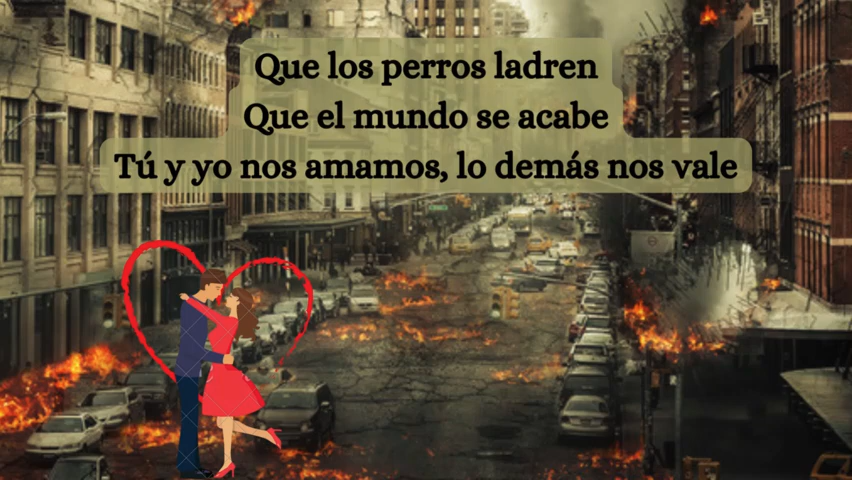 Que los perros ladren
Que el mundo se acabe
Tú y yo nos amamos, lo demás nos vale